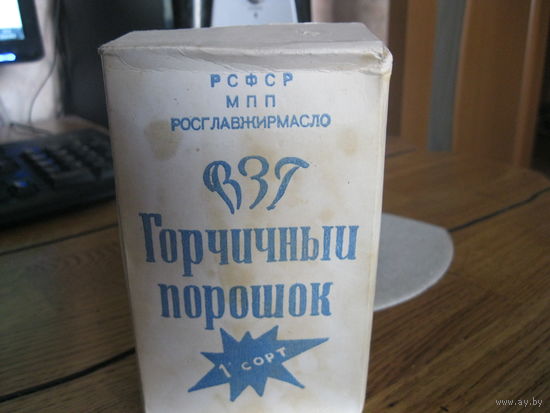 РСФСР
МПП
РОСГЛАВЖИРМАСЛО
ВЗГ
Горчичный
порошок
1 СОРТ
www.ay.by